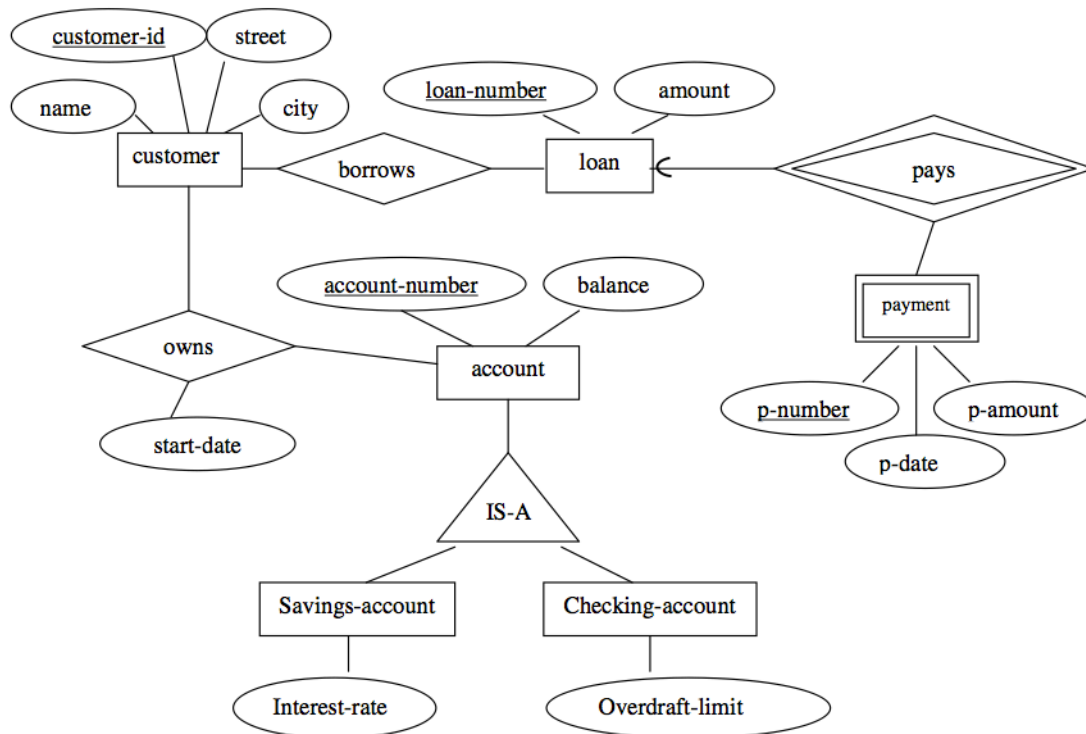 customer-id
street
name
city
customer
borrows
loan-number
amount
loan
pays
account-number
balance
payment
owns
account
start-date
p-number
p-amount
p-date
IS-A
Savings-account
Checking-account
Interest-rate
Overdraft-limit